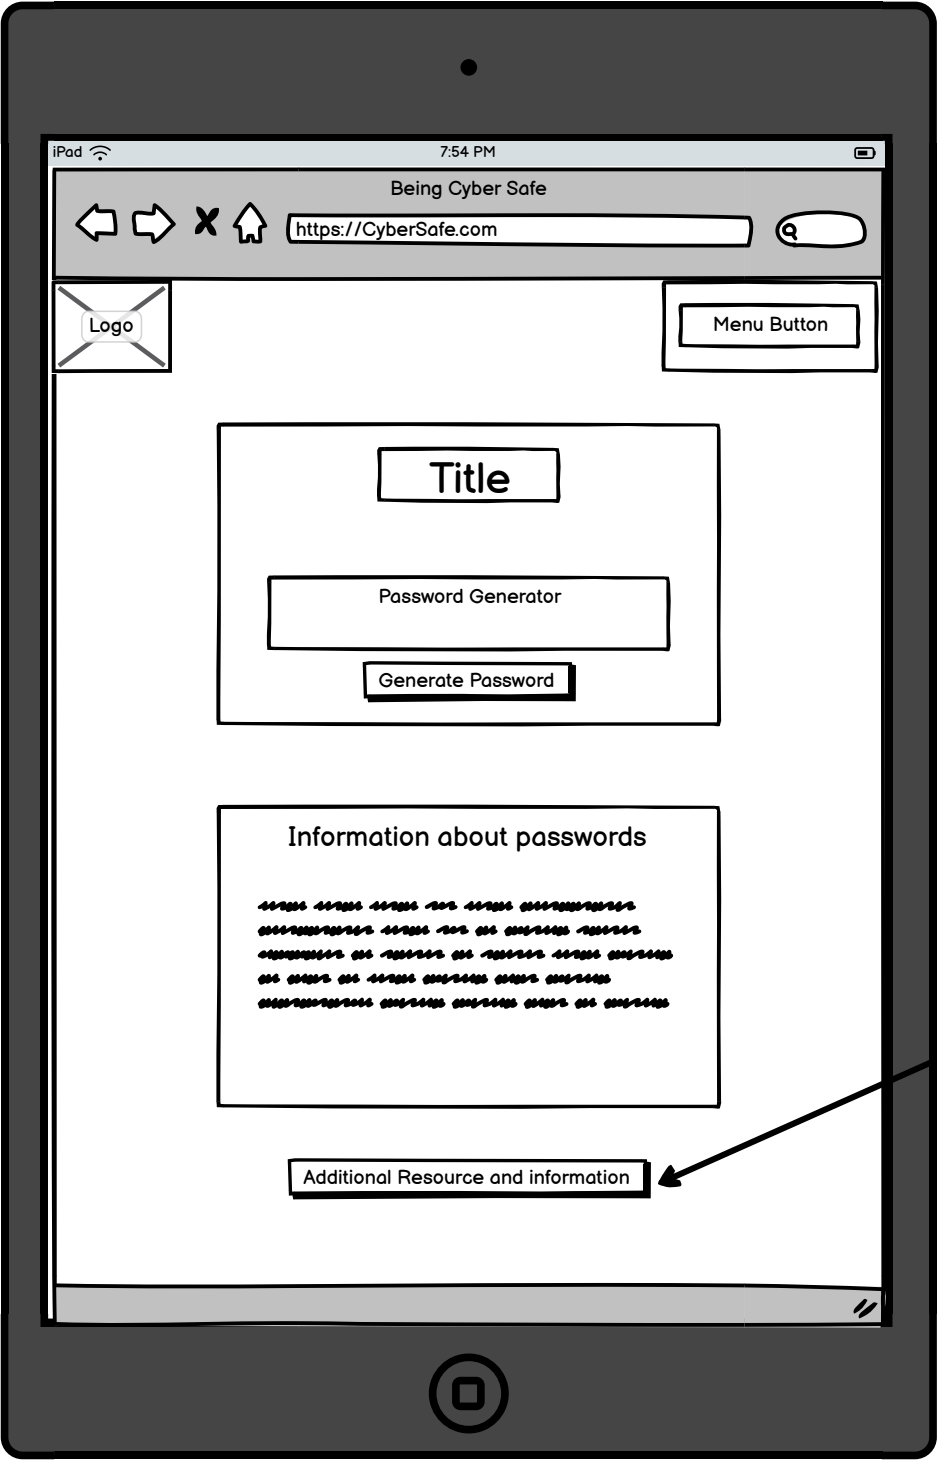 iPad
7:54 PM
Being Cyber Safe
https://CyberSafe.com
Logo
Menu Button
Title
Password Generator
Generate Password
Information about passwords
Additional Resource and information